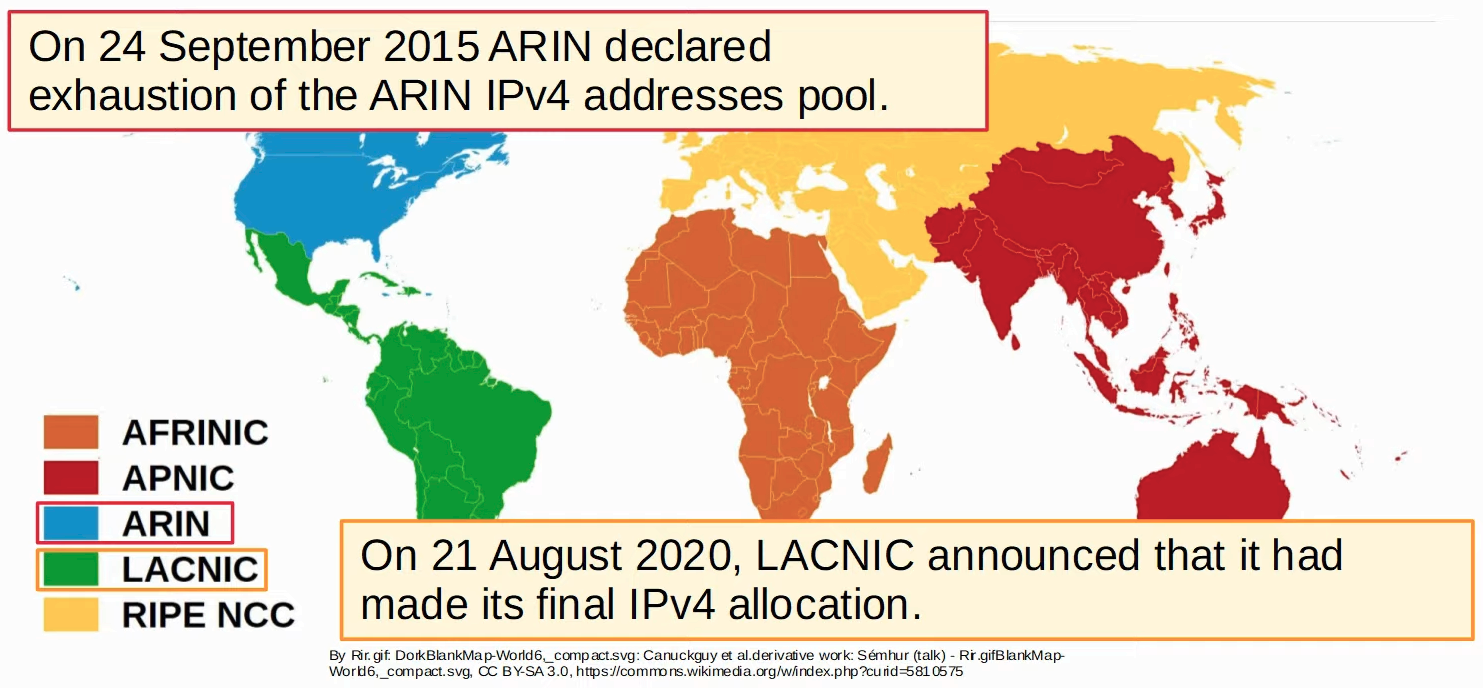 On 24 September 2015 ARIN declared
exhaustion of the ARIN IPv4 addresses pool.
AFRINIC
APNIC
ARIN
LACNIC
RIPE NCC
On 21 August 2020, LACNIC announced that it had
made its final IPv4 allocation.
By Rir.gif: DorkBlankMap-World6,_compact.svg: Canuckguy et al.derivative work: Sémhur (talk) - Rir.gifBlankMap-
World6,_compact.svg, CC BY-SA 3.0, https://commons.wikimedia.org/w/index.php?curid=5810575